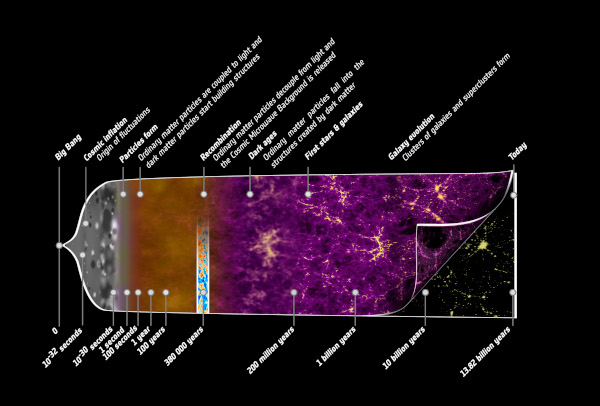 Big Bang
Cosmic Inflation
Origin of fluctuations
Particles form
Ordinary matter particles are coupled to light and
dark matter particles start building structures
Recombination
Ordinary matter particles decouple from light and
the Cosmic Microwave Background is released
Dark ages
Ordinary matter particles fall into the
structures created by dark matter
First stars & galaxies
Galaxy evolution
Clusters of galaxies and superclusters form
Today
0
10⁻³² seconds
10⁻³⁰ seconds
1 second
100 seconds
1 year
100 years
380 000 years
200 million years
1 billion years
10 billion years
13.82 billion years